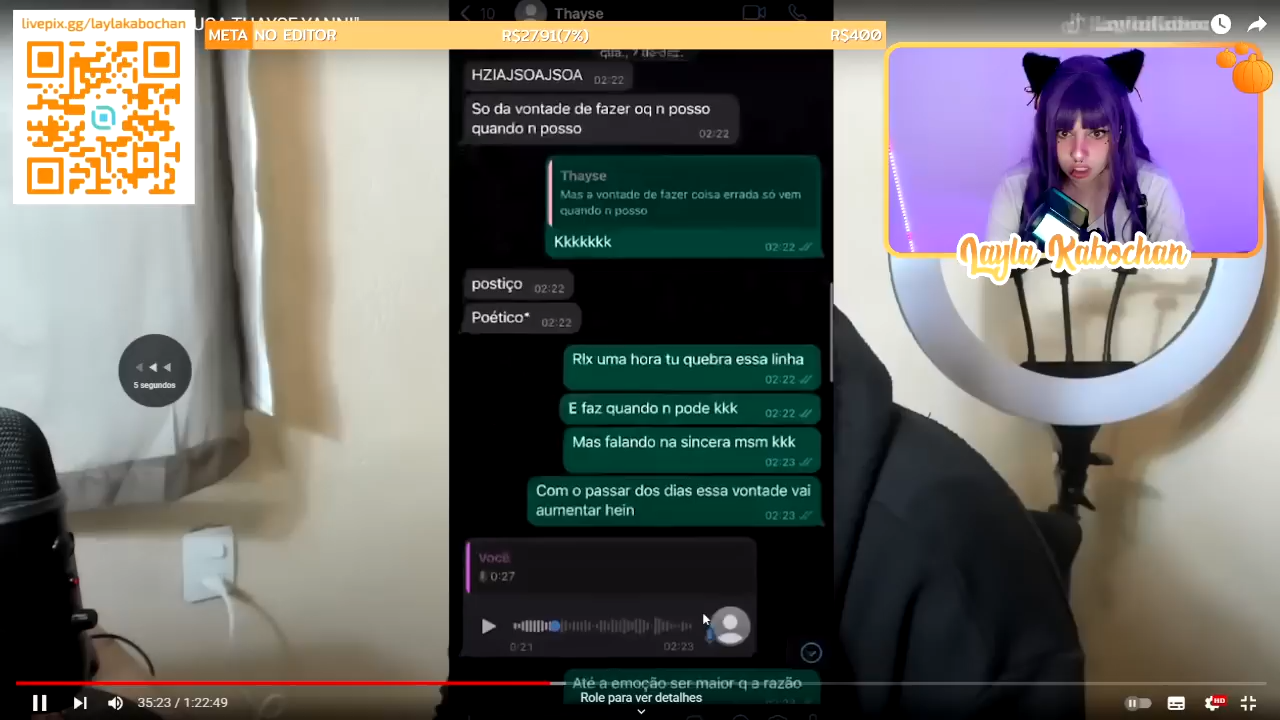 livepix.gg/laylakabochan
META NO EDITOR
R$2791(7%)
R$400
10
Thayse
HZIAJSOAJSOA 02:22
So da vontade de fazer oq n posso
quando n posso
02:22
Thayse
Mas a vontade de fazer coisa errada só vem
quando n posso
Kkkkkkk
02:22
postiço 02:22
Poético* 02:22
Rlx uma hora tu quebra essa linha
02:22
E faz quando n pode kkk 02:22
Mas falando na sincera msm kkk
02:23
Com o passar dos dias essa vontade vai
aumentar hein
02:23
Você
0:27
0:21
02:23
Até a emoção ser maior q a razão
Layla Kabochan
5 segundos
Role para ver detalhes
35:23 / 1:22:49
HD